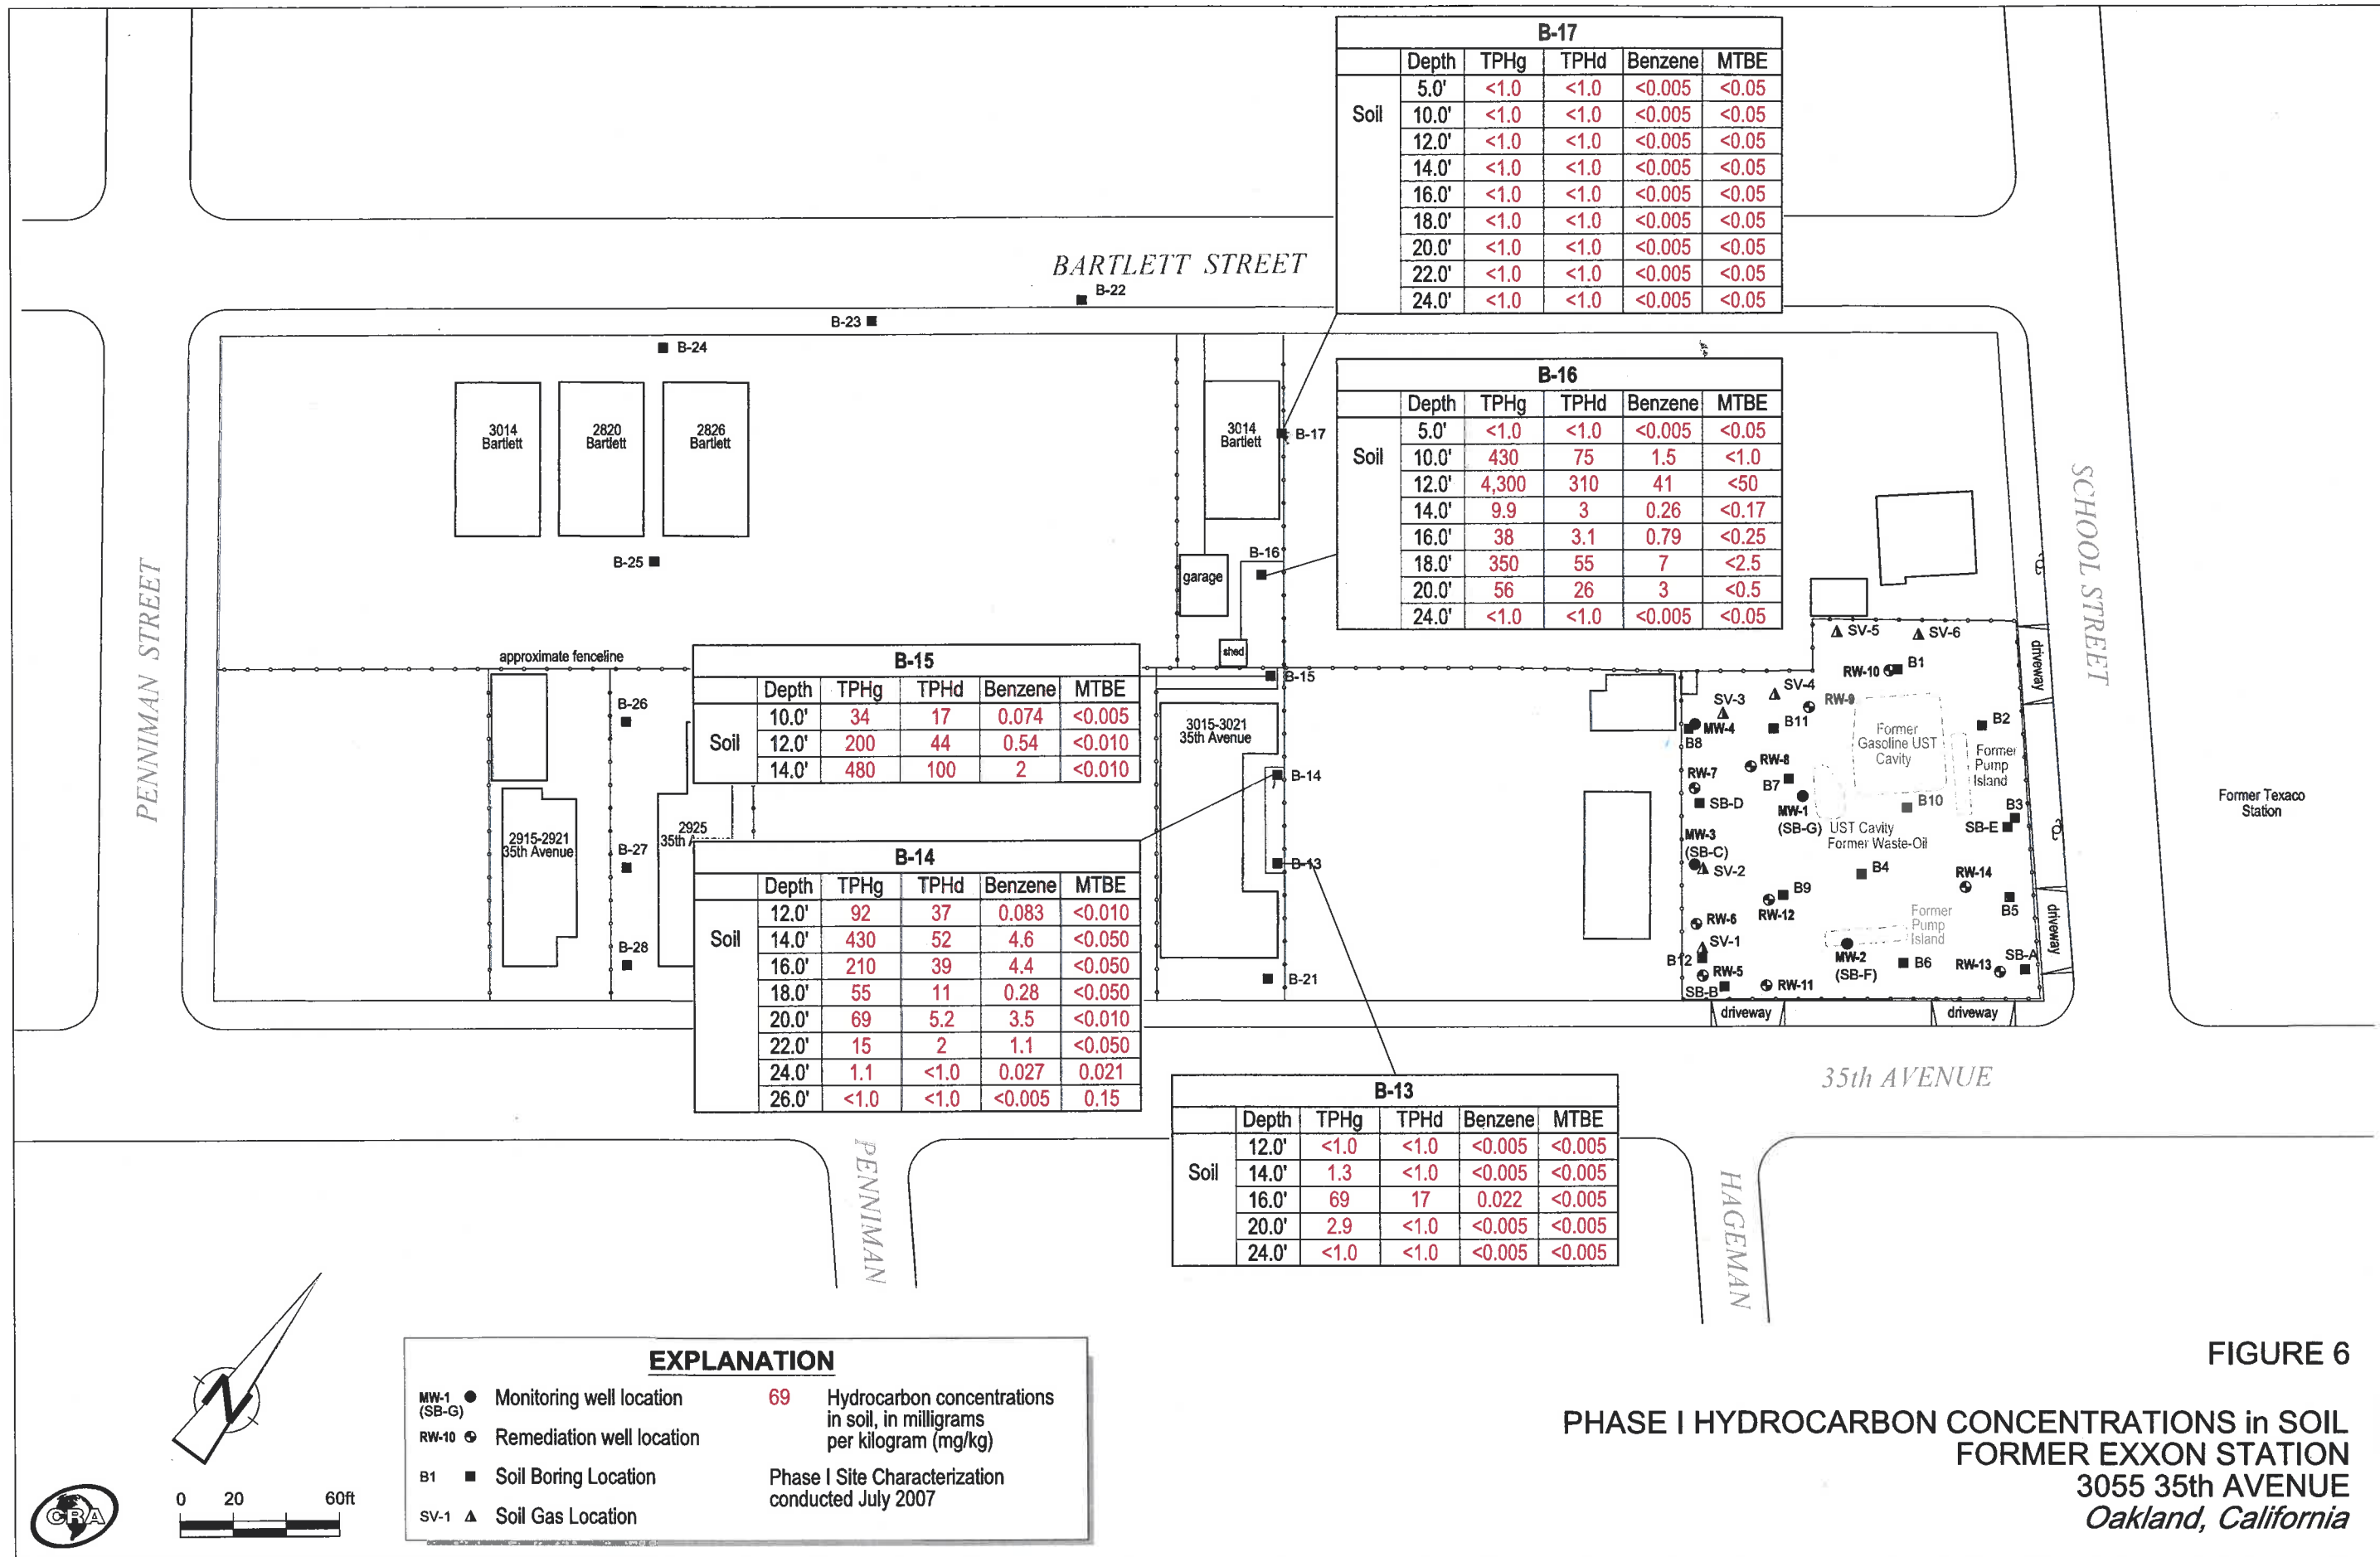 B-17
Depth TPHg TPHd Benzene MTBE
5.0' <1.0 <1.0 <0.005 <0.05
Soil 10.0' <1.0 <1.0 <0.005 <0.05
12.0' <1.0 <1.0 <0.005 <0.05
14.0' <1.0 <1.0 <0.005 <0.05
16.0' <1.0 <1.0 <0.005 <0.05
18.0' <1.0 <1.0 <0.005 <0.05
20.0' <1.0 <1.0 <0.005 <0.05
22.0' <1.0 <1.0 <0.005 <0.05
24.0' <1.0 <1.0 <0.005 <0.05
BARTLETT STREET
B-22
B-23
B-24
B-16
Depth TPHg TPHd Benzene MTBE
5.0' <1.0 <1.0 <0.005 <0.05
Soil 10.0' 430 75 1.5 <1.0
12.0' 4,300 310 41 <50
14.0' 9.9 3 0.26 <0.17
16.0' 38 3.1 0.79 <0.25
18.0' 350 55 7 <2.5
20.0' 56 26 3 <0.5
24.0' <1.0 <1.0 <0.005 <0.05
3014
Bartlett
2820
Bartlett
2826
Bartlett
3014
Bartlett
B-17
B-16
B-25
garage
shed
PENNIMAN STREET
SCHOOL STREET
approximate fenceline
B-15
Depth TPHg TPHd Benzene MTBE
10.0' 34 17 0.074 <0.005
Soil 12.0' 200 44 0.54 <0.010
14.0' 480 100 2 <0.010
B-15
B-26
3015-3021
35th Avenue
B-14
B-13
B-21
2915-2921
35th Avenue
B-27
B-28
2925
35th A
B-14
Depth TPHg TPHd Benzene MTBE
12.0' 92 37 0.083 <0.010
Soil 14.0' 430 52 4.6 <0.050
16.0' 210 39 4.4 <0.050
18.0' 55 11 0.28 <0.050
20.0' 69 5.2 3.5 <0.010
22.0' 15 2 1.1 <0.050
24.0' 1.1 <1.0 0.027 0.021
26.0' <1.0 <1.0 <0.005 0.15
SV-5
SV-6
RW-10
B1
driveway
SV-4
SV-3
RW-9
MW-4
B8
B11
B2
Former
Gasoline UST
Cavity
Former
Pump
Island
RW-8
RW-7
B7
SB-D
MW-1
(SB-G)
B10
B3
SB-E
UST Cavity
Former Waste-Oil
MW-3
(SB-C)
SV-2
B4
RW-14
B9
RW-12
B5
RW-6
Former
Pump
Island
driveway
SV-1
B12
RW-5
SB-B
RW-11
MW-2
(SB-F)
B6
RW-13
SB-A
driveway
driveway
Former Texaco
Station
35th AVENUE
B-13
Depth TPHg TPHd Benzene MTBE
12.0' <1.0 <1.0 <0.005 <0.005
Soil 14.0' 1.3 <1.0 <0.005 <0.005
16.0' 69 17 0.022 <0.005
20.0' 2.9 <1.0 <0.005 <0.005
24.0' <1.0 <1.0 <0.005 <0.005
PENNIMAN
HAGEMAN
N
CRA
0 20 60ft
EXPLANATION
MW-1
(SB-G) Monitoring well location
RW-10 Remediation well location
B1 Soil Boring Location
SV-1 Soil Gas Location
69 Hydrocarbon concentrations
in soil, in milligrams
per kilogram (mg/kg)
Phase I Site Characterization
conducted July 2007
FIGURE 6
PHASE I HYDROCARBON CONCENTRATIONS in SOIL
FORMER EXXON STATION
3055 35th AVENUE
Oakland, California